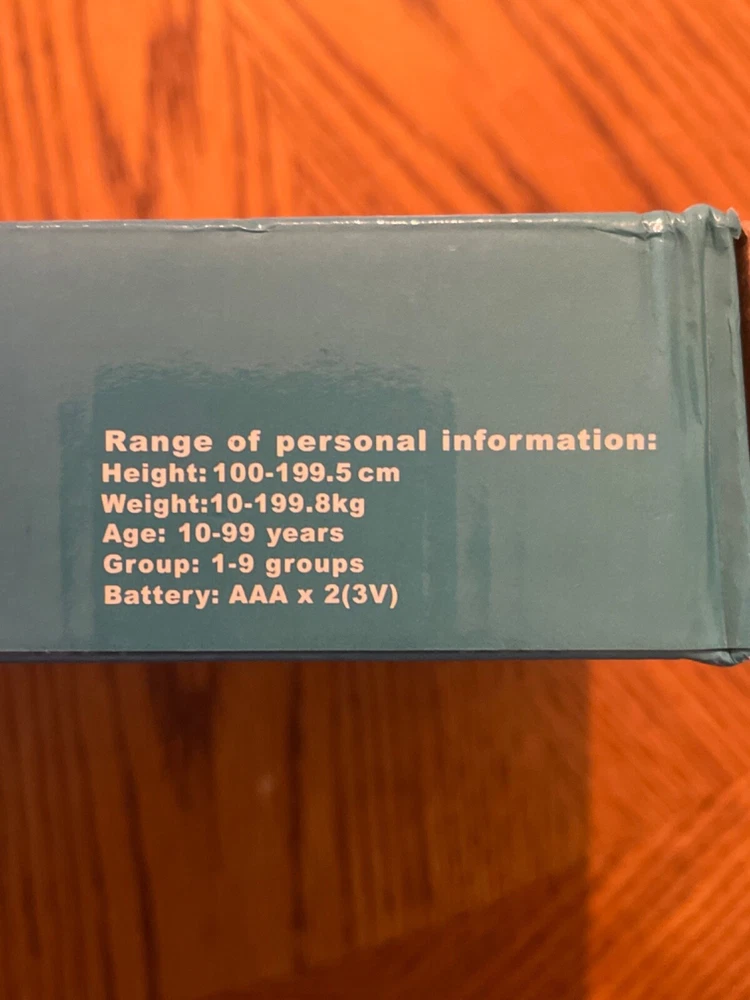 Range of personal information:
Height: 100-199.5 cm
Weight:10-199.8kg
Age: 10-99 years
Group: 1-9 groups
Battery: AAA x 2(3V)